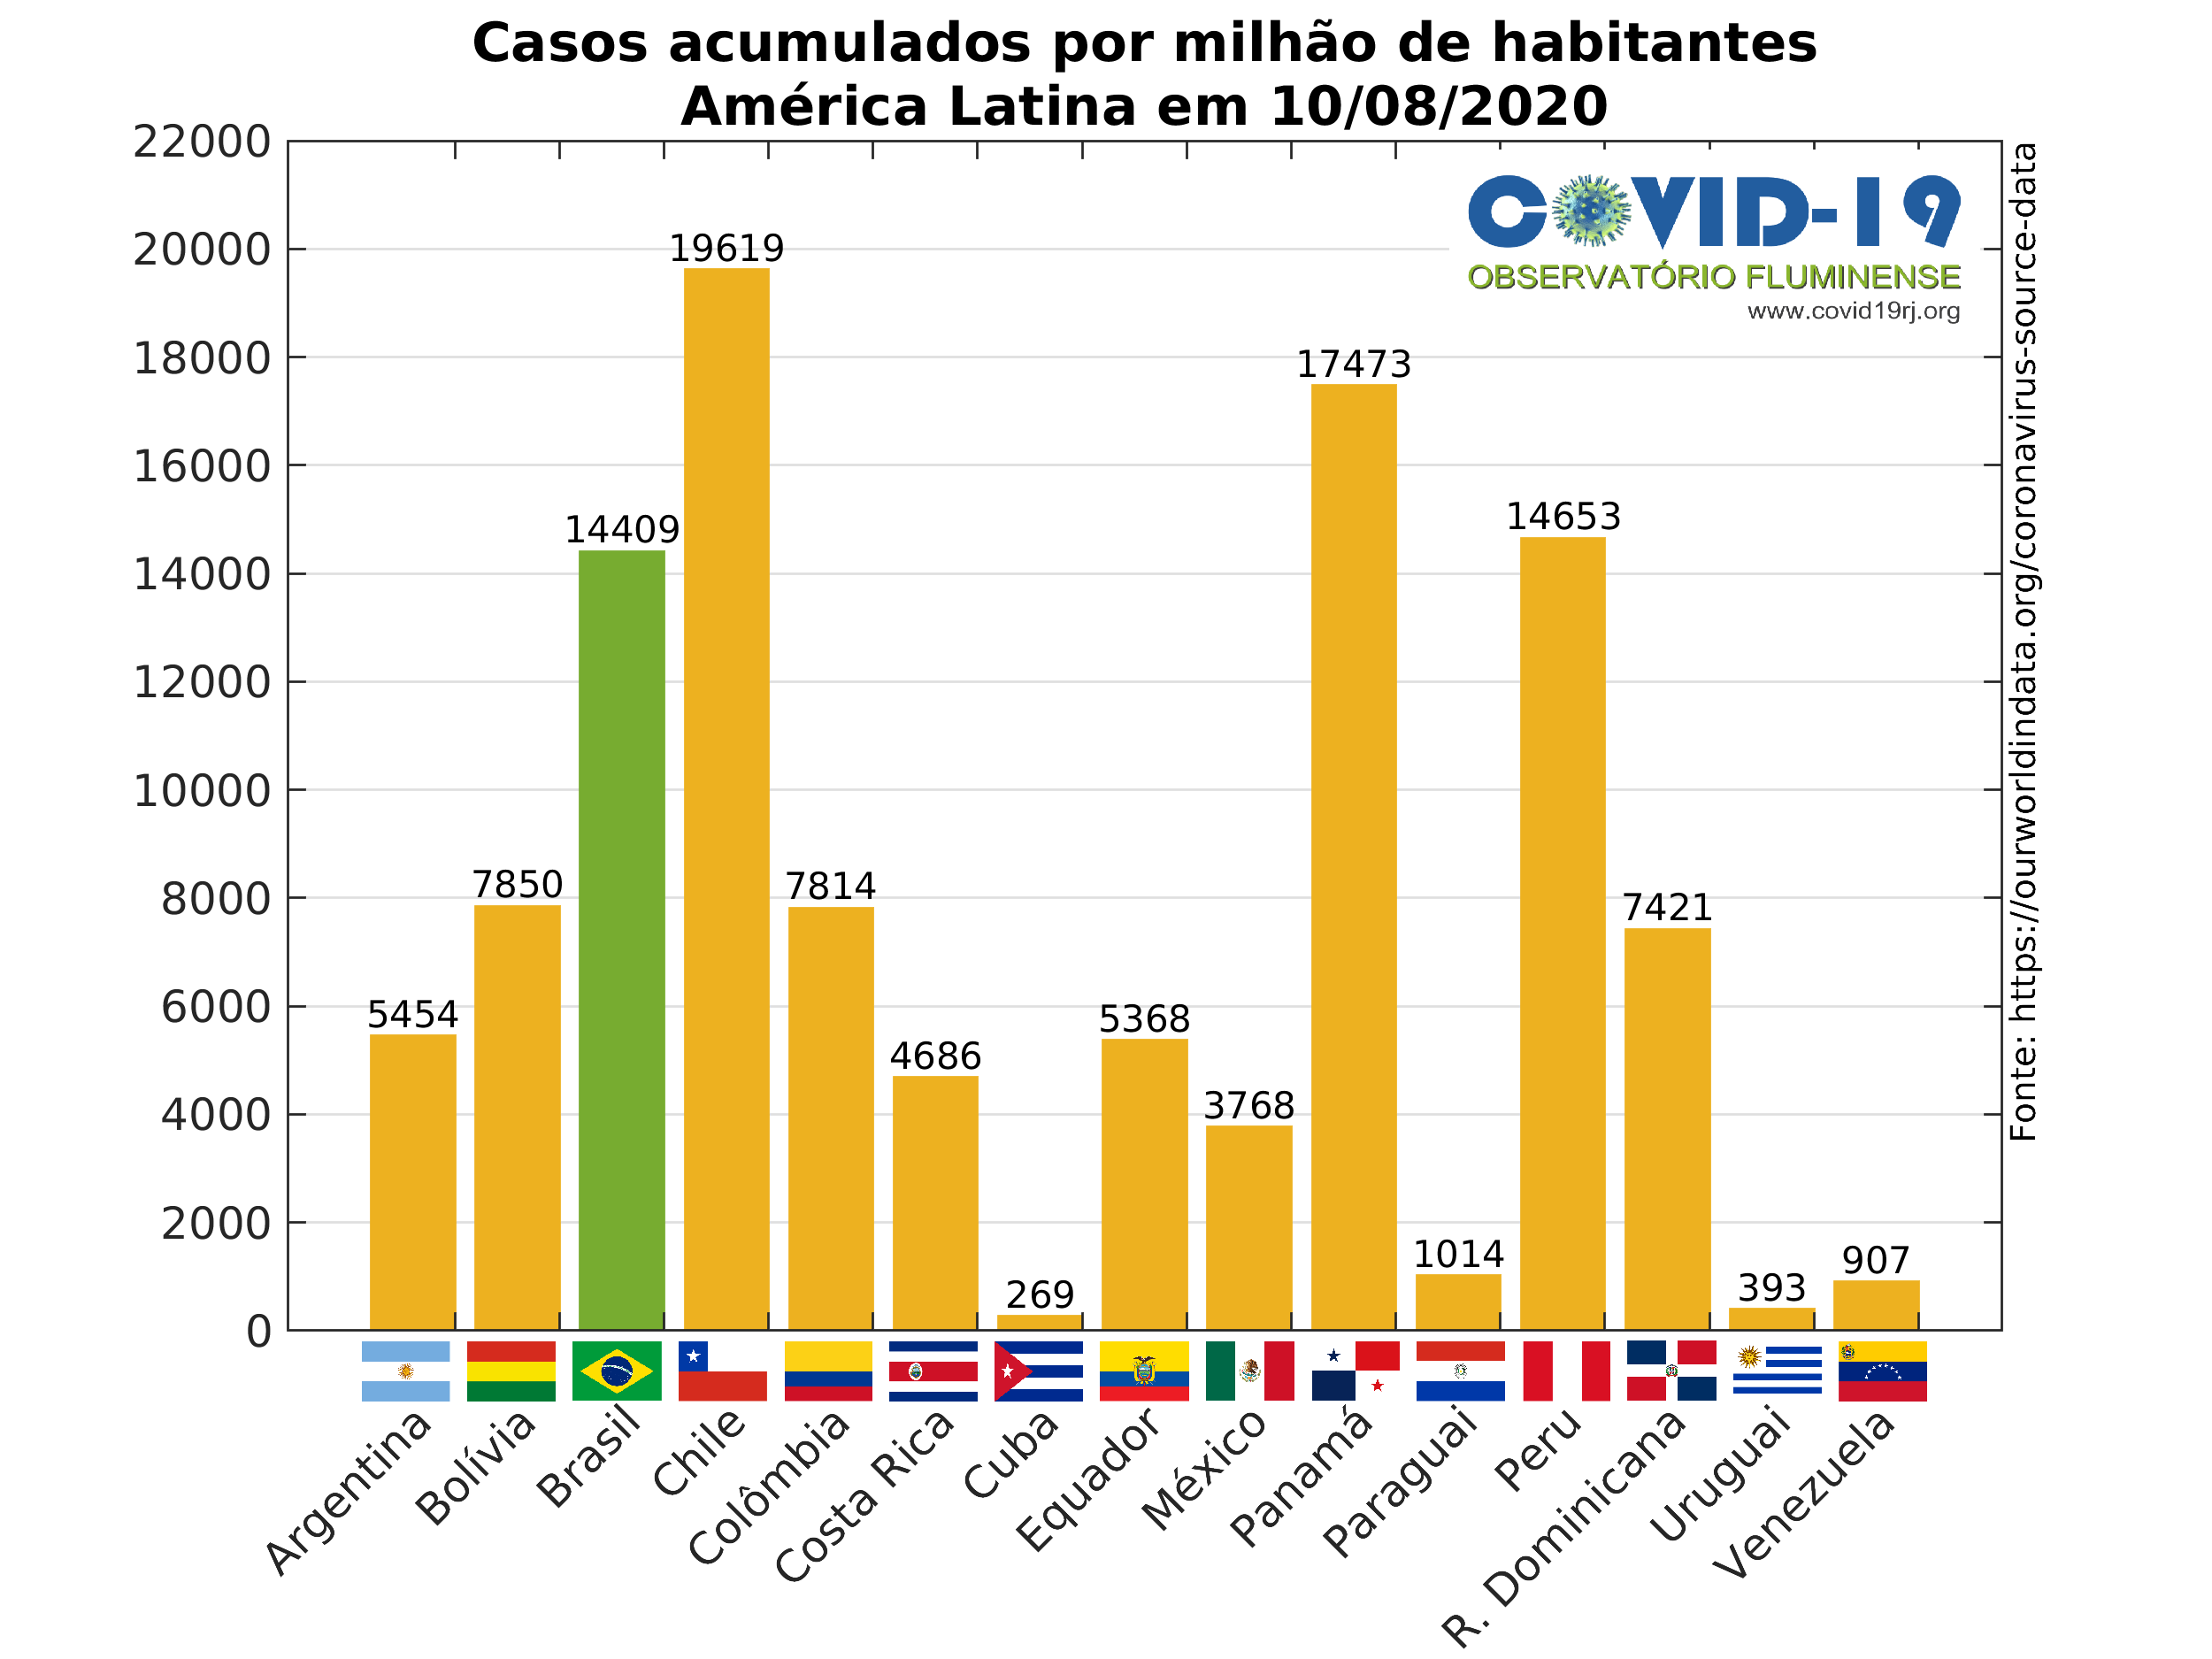 Casos acumulados por milhão de habitantes
América Latina em 10/08/2020
COVID-19
OBSERVATÓRIO FLUMINENSE
www.covid19rj.org
22000
20000
18000
16000
14000
12000
10000
8000
6000
4000
2000
0
5454
7850
14409
19619
7814
4686
269
5368
3768
17473
1014
14653
7421
393
907
Argentina
Bolívia
Brasil
Chile
Colômbia
Costa Rica
Cuba
Equador
México
Panamá
Paraguai
Peru
R. Dominicana
Uruguai
Venezuela
Fonte: https://ourworldindata.org/coronavirus-source-data